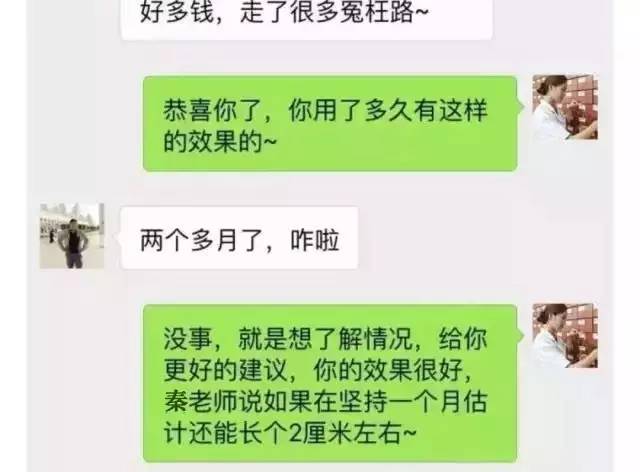 好多钱，走了很多冤枉路~
恭喜你了，你用了多久有这样
的效果的~
两个多月了，咋啦
没事，就是想了解情况，给你
更好的建议，你的效果很好，
秦老师说如果在坚持一个月估
计还能长个2厘米左右~